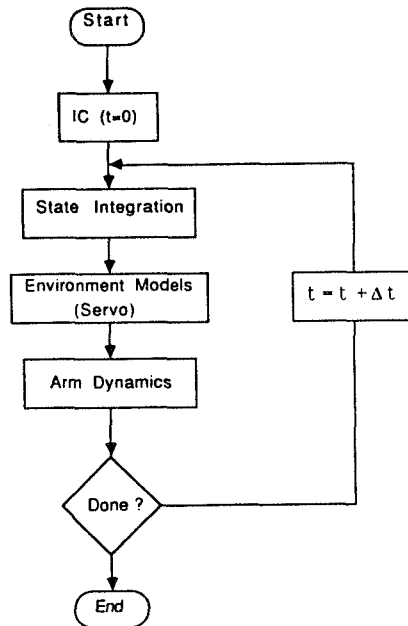 Start
IC (t=0)
State Integration
Environment Models
(Servo)
t = t + Δ t
Arm Dynamics
Done ?
End